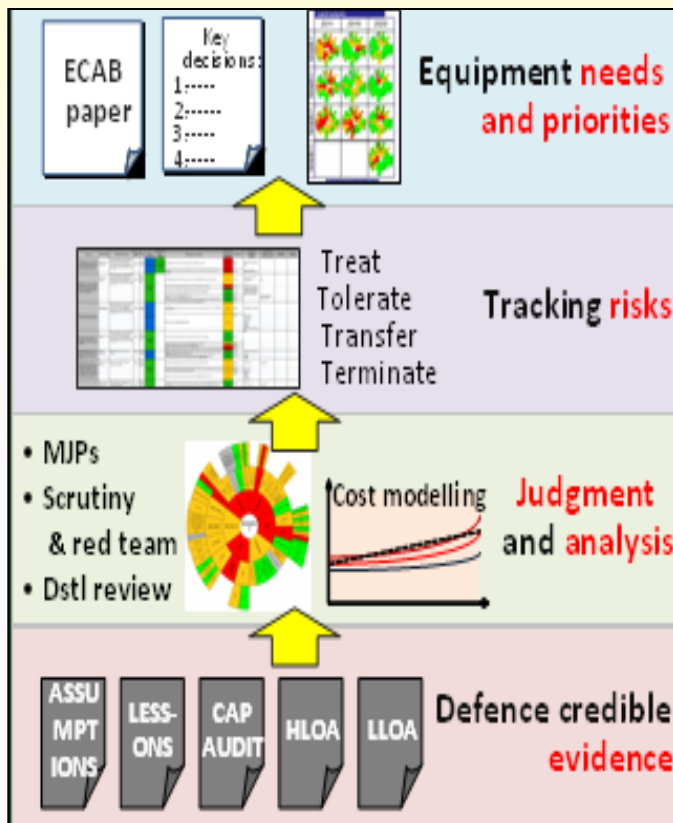 ECAB
paper
Key
decisions:
1:-----
2:-----
3:-----
4:-----
Equipment needs
and priorities
Treat
Tolerate
Transfer
Terminate
Tracking risks
• MJPs
• Scrutiny
& red team
• Dstl review
Cost modelling
Judgment
and analysis
ASSU
MPT
IONS
LESS-
ONS
CAP
AUDIT
HLOA
LLOA
Defence credible
evidence